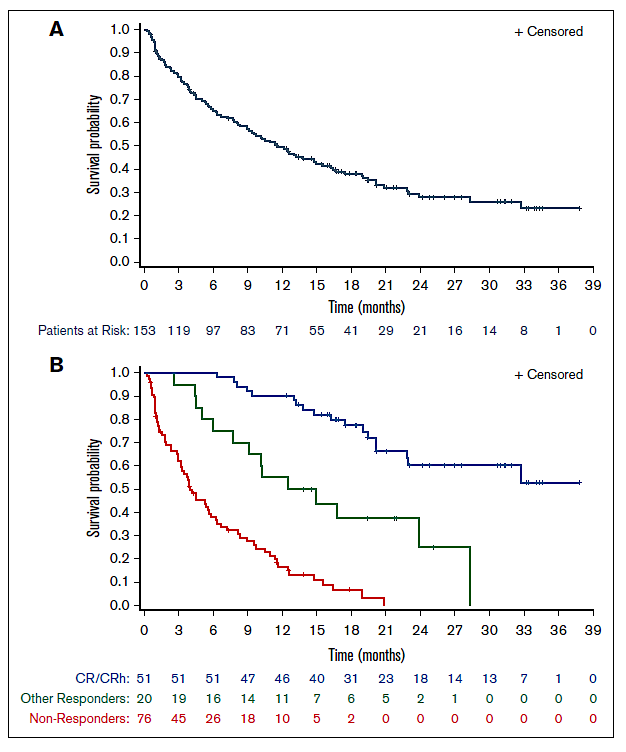 A
+ Censored
1.0
0.9
0.8
0.7
0.6
0.5
0.4
0.3
0.2
0.1
0.0
Survival probability
0 3 6 9 12 15 18 21 24 27 30 33 36 39
Time (months)
Patients at Risk: 153 119 97 83 71 55 41 29 21 16 14 8 1 0
B
+ Censored
1.0
0.9
0.8
0.7
0.6
0.5
0.4
0.3
0.2
0.1
0.0
Survival probability
0 3 6 9 12 15 18 21 24 27 30 33 36 39
Time (months)
CR/CRh: 51 51 51 47 46 40 31 23 18 14 13 7 1 0
Other Responders: 20 19 16 14 11 7 6 5 2 1 0 0 0 0
Non-Responders: 76 45 26 18 10 5 2 0 0 0 0 0 0 0